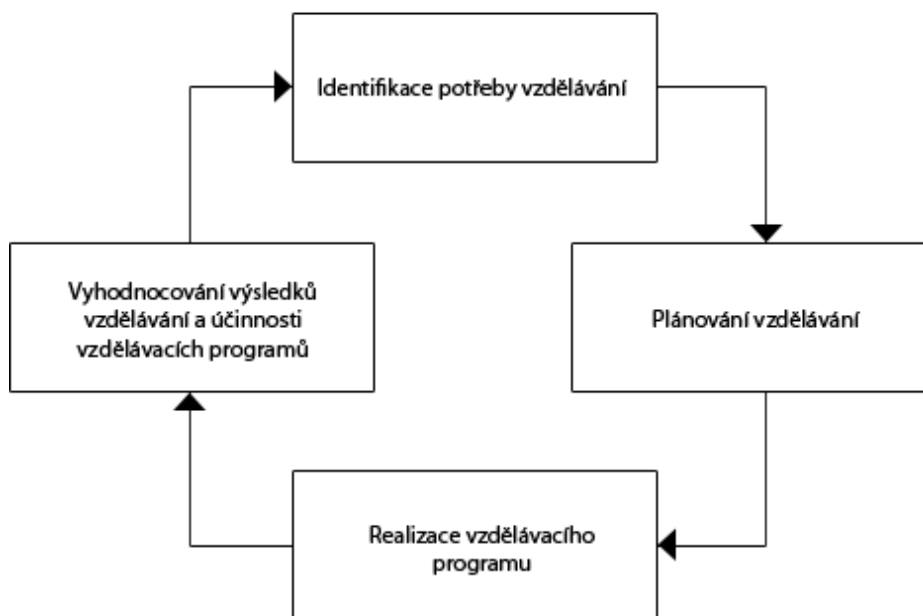 Identifikace potřeby vzdělávání
Vyhodnocování výsledků
vzdělávání a účinnosti
vzdělávacích programů
Plánování vzdělávání
Realizace vzdělávacího
programu